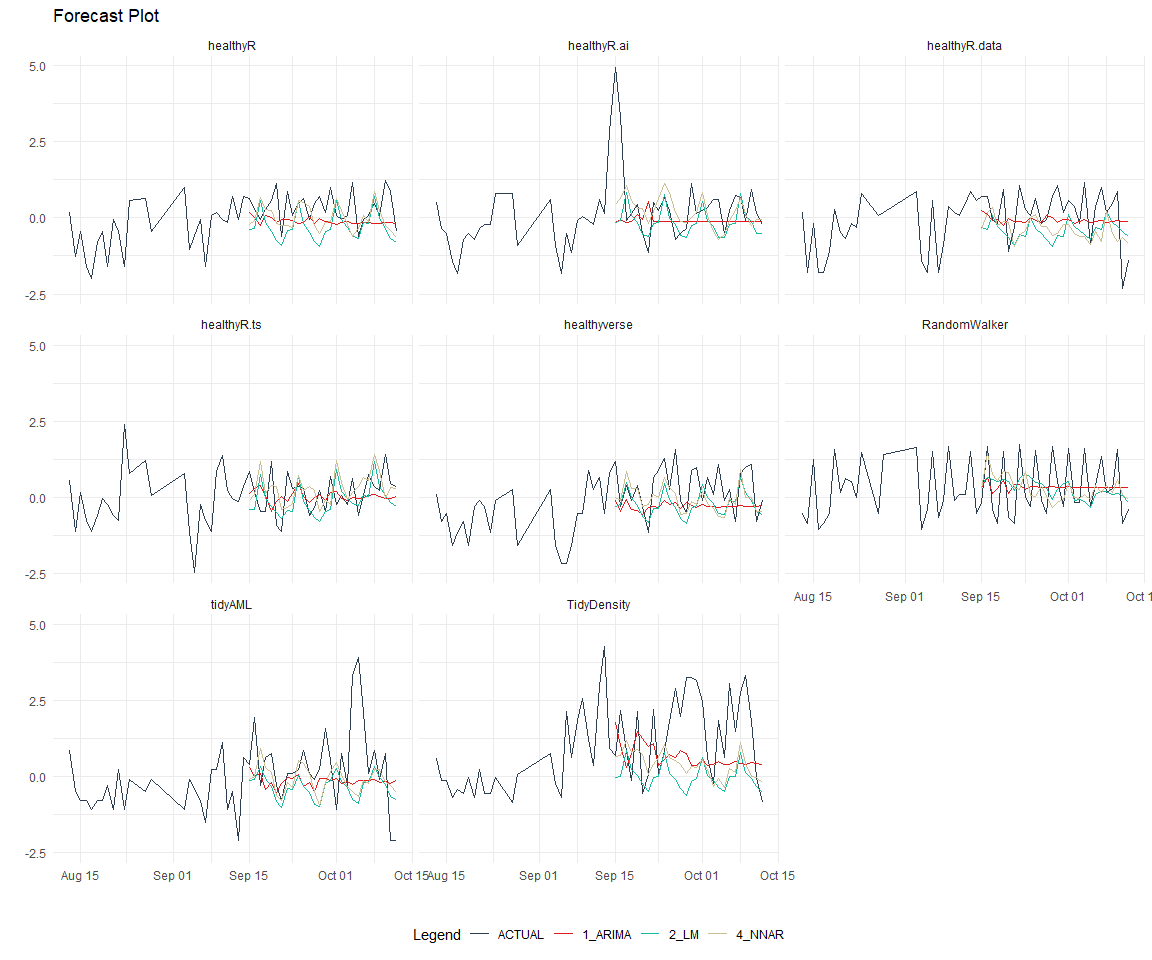 Forecast Plot
healthyR healthyR.ai healthyR.data
5.0
2.5
0.0
-2.5
healthyR.ts healthyverse RandomWalker
5.0
2.5
0.0
-2.5
Aug 15 Sep 01 Sep 15 Oct 01 Oct 1
tidyAML TidyDensity
5.0
2.5
0.0
-2.5
Aug 15 Sep 01 Sep 15 Oct 01 Oct 15 Aug 15 Sep 01 Sep 15 Oct 01 Oct 15
Legend ACTUAL 1_ARIMA 2_LM 4_NNAR